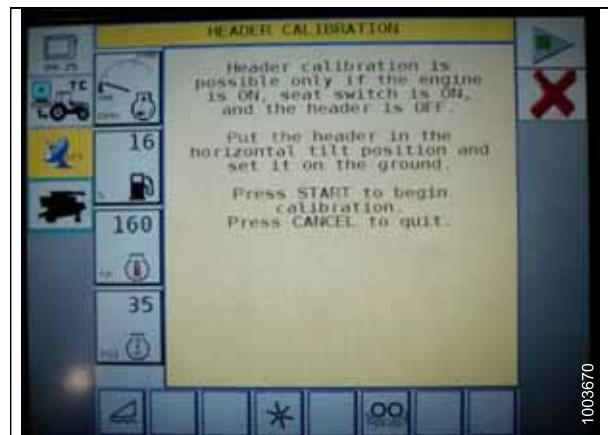 HEADER CALIBRATION
Header calibration is
possible only if the engine
is ON, seat switch is ON,
and the header is OFF.
Put the header in the
horizontal tilt position and
set it on the ground.
Press START to begin
calibration.
Press CANCEL to quit.
TC
16
160
35
1003670